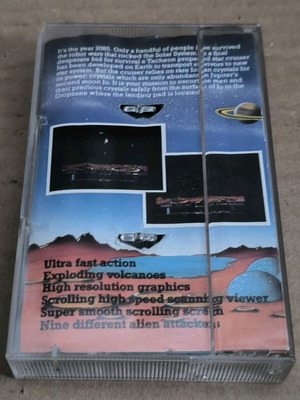 It's the year 2085. Only a handful of people have survived
the robot wars that rocked the Solar System. As a final
desperate bid for survival a Tacheon propelled star cruiser
has been developed on Earth to transport survivors to new
star system. But the cruiser relies on rare Ionian crystals for
its power, crystals which are only abundant on Jupiter's
second moon Io. It is your mission to escort the men and
their precious crystals safely from the surface of Io to the
Dropzone where the landing pad is located.
Ultra fast action
Exploding volcanoes
High resolution graphics
Scrolling high speed scanning viewer
Super smooth scrolling screen
Nine different alien attackers